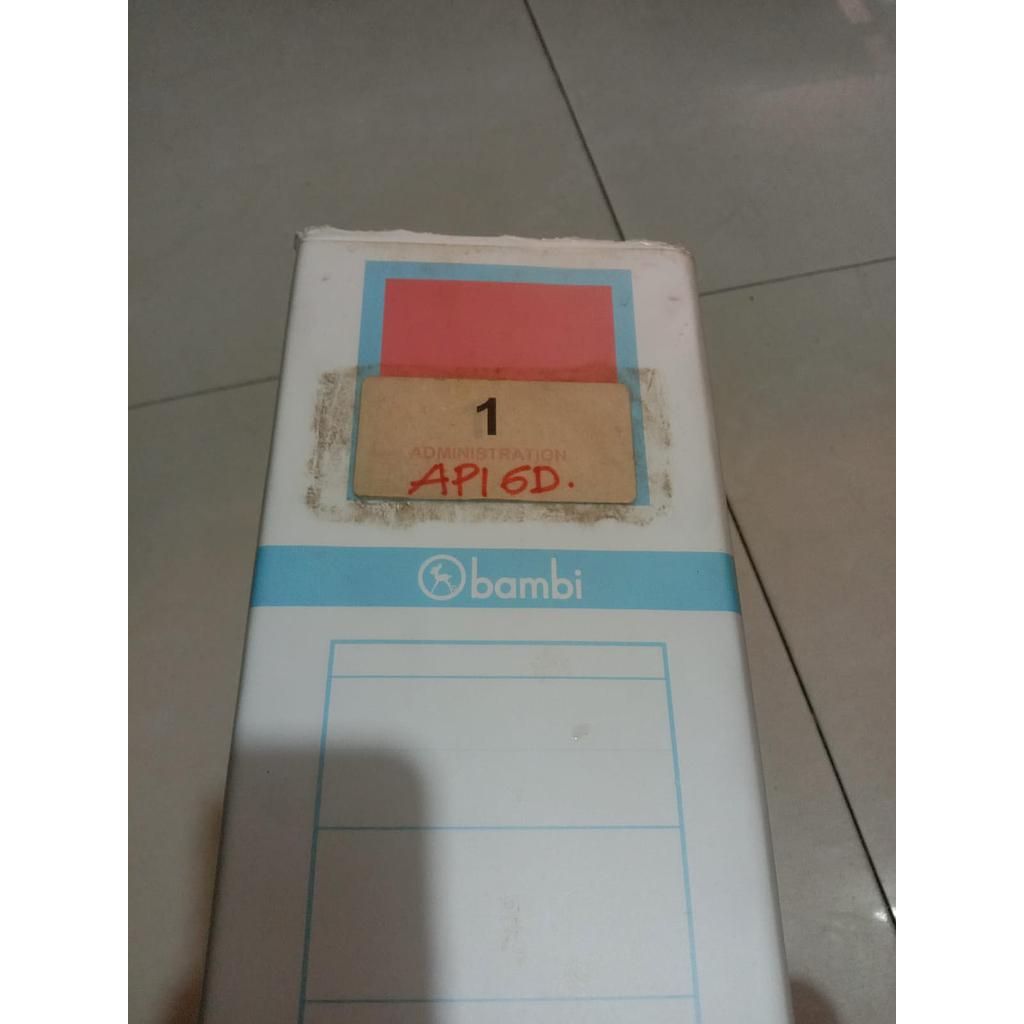 1
ADMINISTRATION
API 6D.
bambi